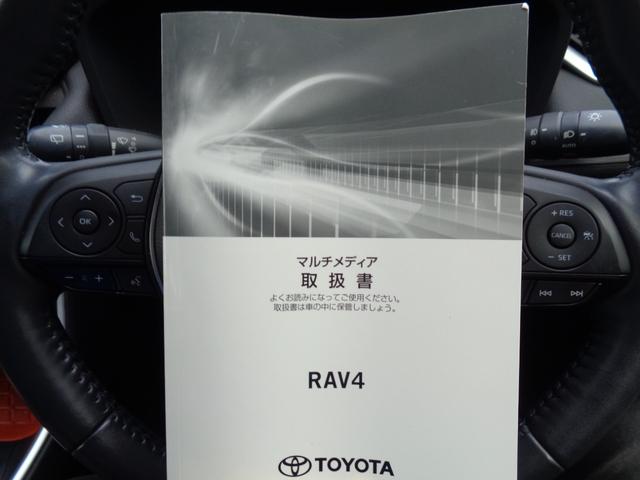 マルチメディア
取扱書
よくお読みになってご使用ください。
取扱書は車の中に保管しましょう。
RAV4
TOYOTA
OK
+ RES
CANCEL
- SET
AUTO